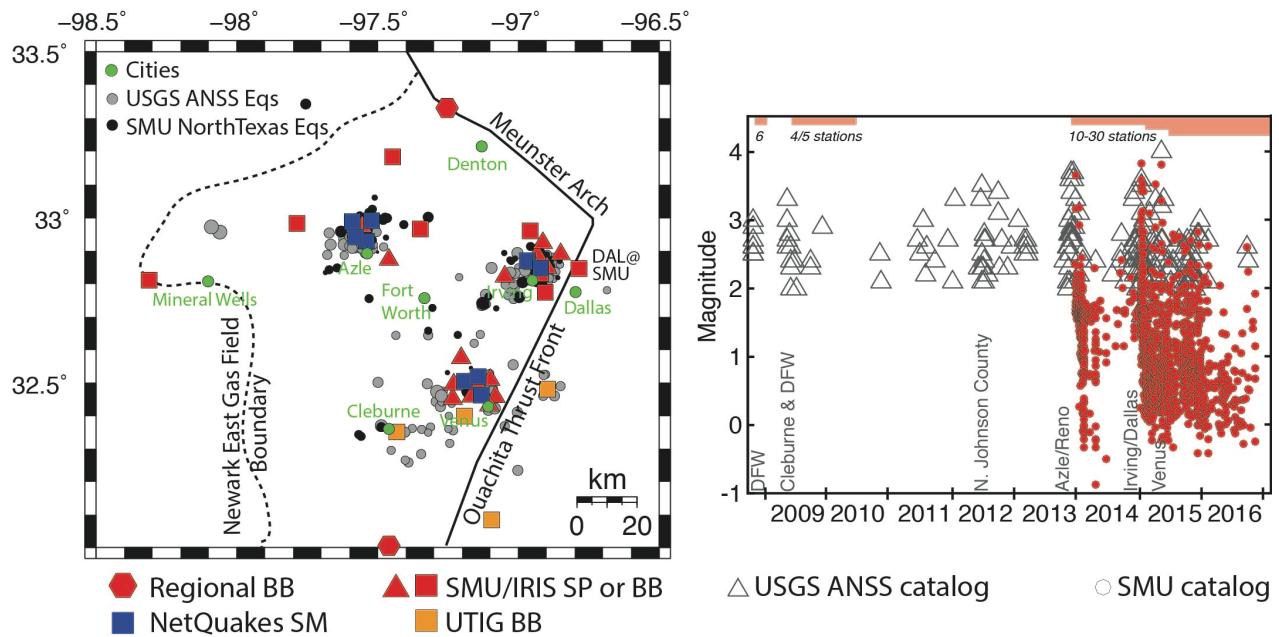 −98.5˚ −98˚ −97.5˚ −97˚ −96.5˚
33.5˚
33˚
32.5˚
Cities
USGS ANSS Eqs
SMU NorthTexas Eqs
Meunster Arch
Denton
DAL@
SMU
Azle
Irving
Mineral Wells
Fort
Worth
Dallas
Newark East Gas Field
Boundary
Cleburne
Venus
Ouachita Thrust Front
km
0 20
Regional BB
SMU/IRIS SP or BB
NetQuakes SM
UTIG BB
6
4/5 stations
10-30 stations
Magnitude
4
3
2
1
0
-1
DFW
Cleburne & DFW
N. Johnson County
Azle/Reno
Irving/Dallas
Venus
2009 2010 2011 2012 2013 2014 2015 2016
USGS ANSS catalog
SMU catalog